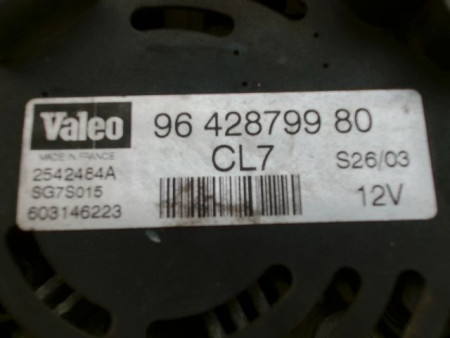 Valeo 96 428799 80
MADE IN FRANCE CL7 S26/03
2542484A
SG7S015 12V
603146223